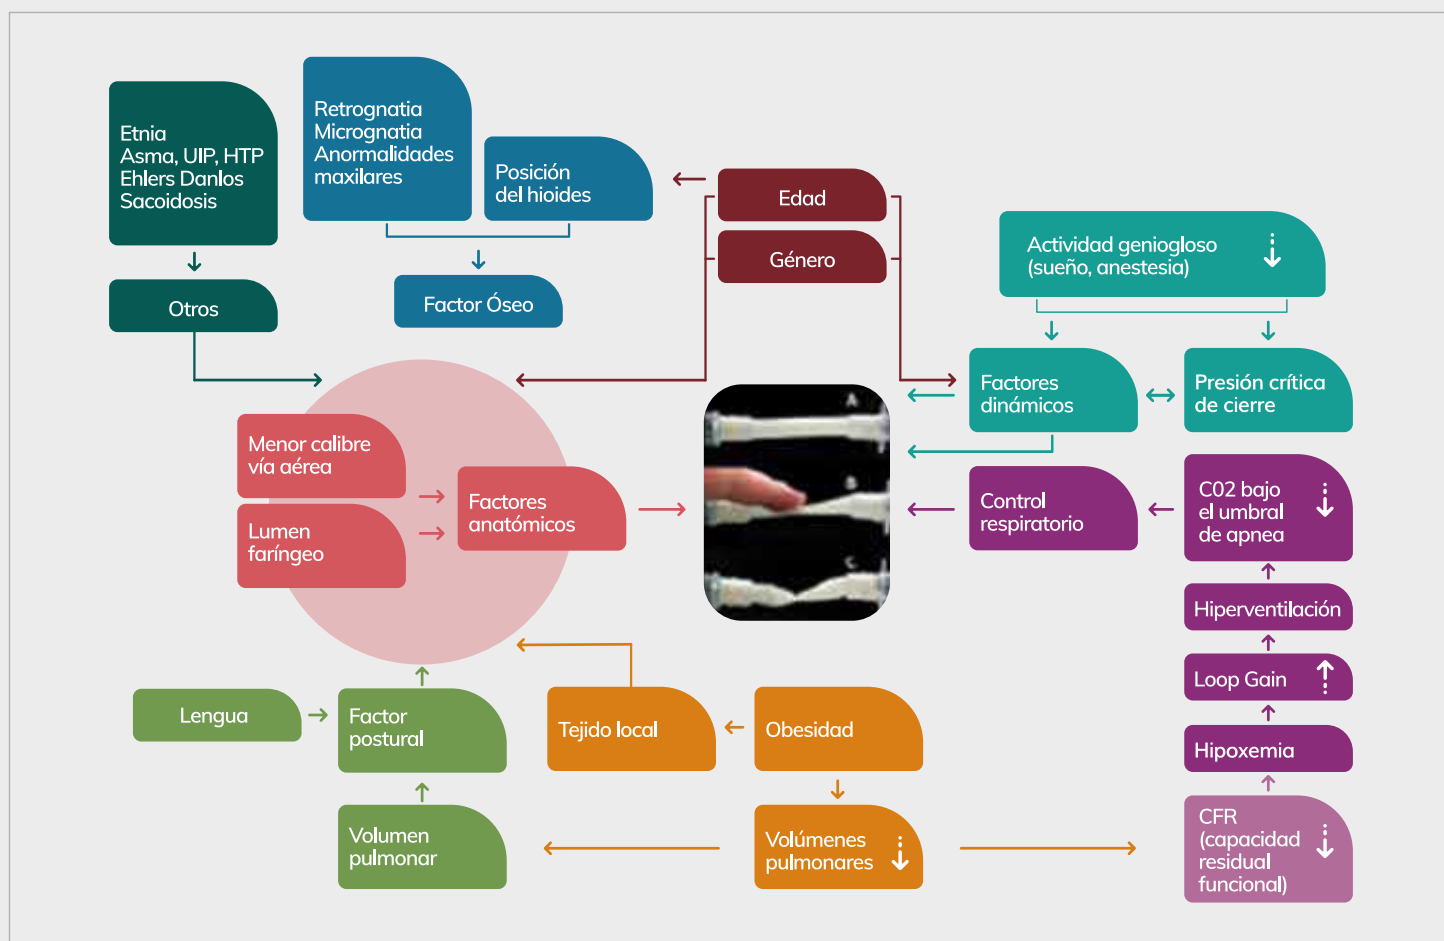 Etnia
Asma, UIP, HTP
Ehlers Danlos
Sacoidosis
Otros
Retrognatia
Micrognatia
Anormalidades
maxilares
Posición
del hioides
Factor Óseo
Edad
Género
Actividad geniogloso
(sueño, anestesia)
Factores
dinámicos
Presión crítica
de cierre
Menor calibre
vía aérea
Lumen
faríngeo
Factores
anatómicos
A
B
C
Control
respiratorio
C02 bajo
el umbral
de apnea
Hiperventilación
Loop Gain
Hipoxemia
CFR
(capacidad
residual
funcional)
Lengua
Factor
postural
Volumen
pulmonar
Tejido local
Obesidad
Volúmenes
pulmonares